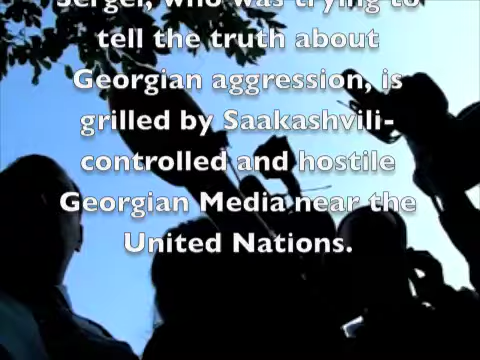 Sergei, who was trying to
tell the truth about
Georgian aggression, is
grilled by Saakashvili-
controlled and hostile
Georgian Media near the
United Nations.